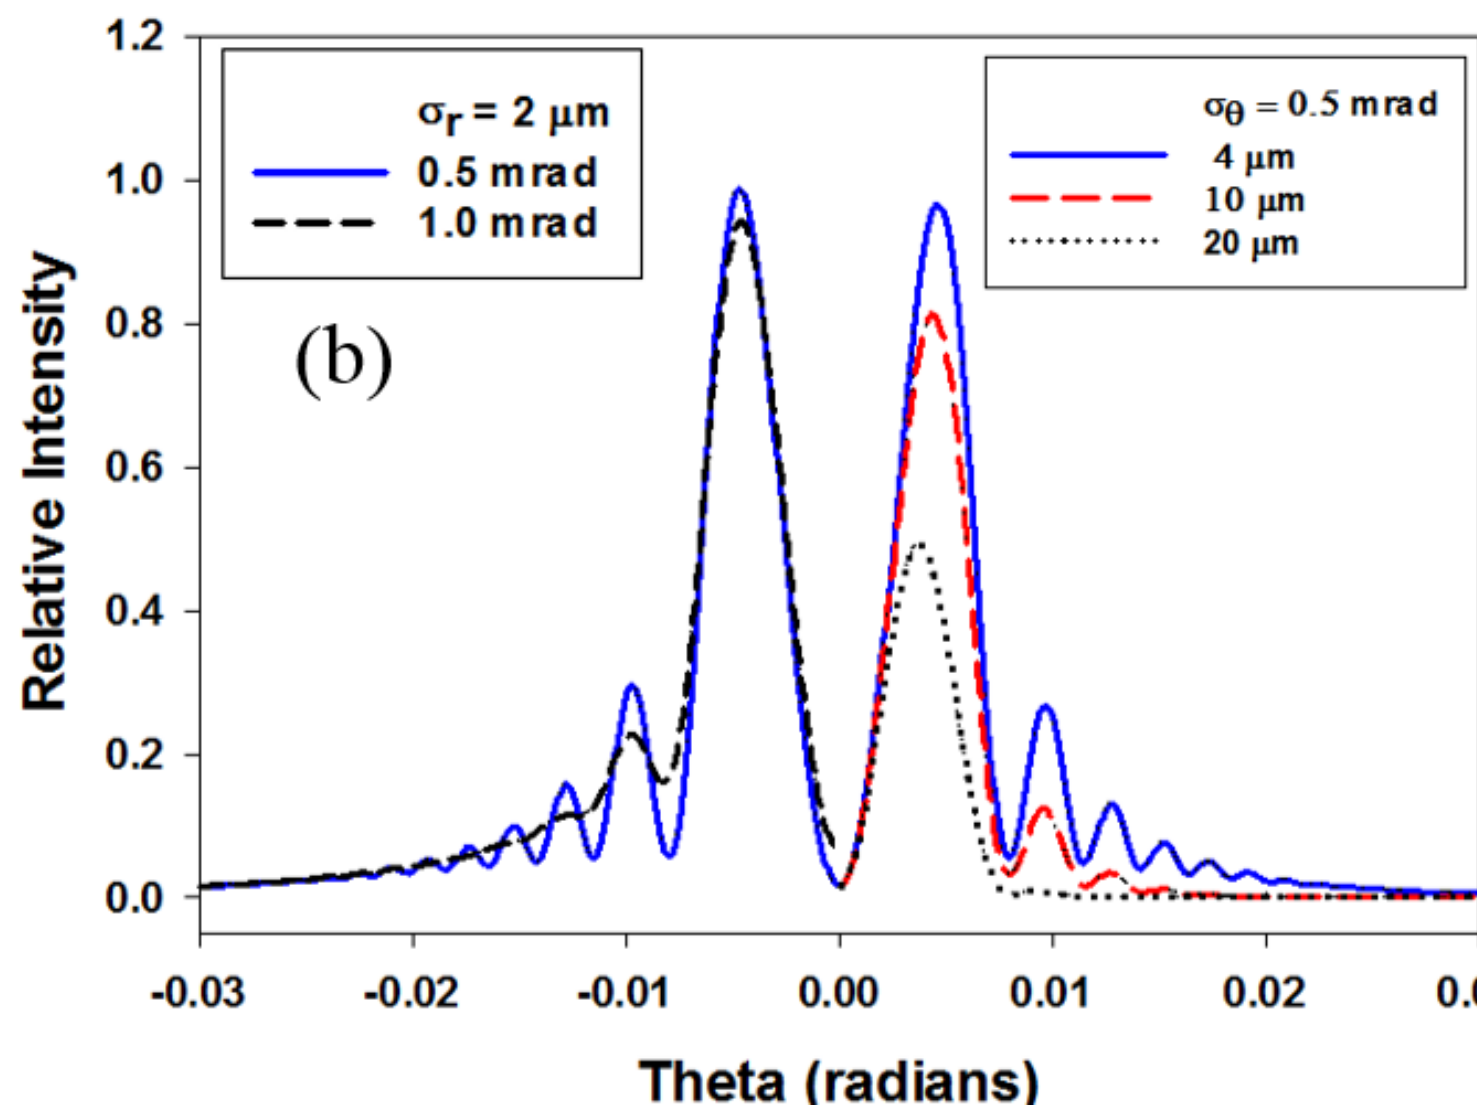 1.2
1.0
0.8
0.6
0.4
0.2
0.0
Relative Intensity
σr = 2 μm
0.5 mrad
1.0 mrad
(b)
σθ = 0.5 mrad
4 μm
10 μm
20 μm
-0.03 -0.02 -0.01 0.00 0.01 0.02 0.0
Theta (radians)